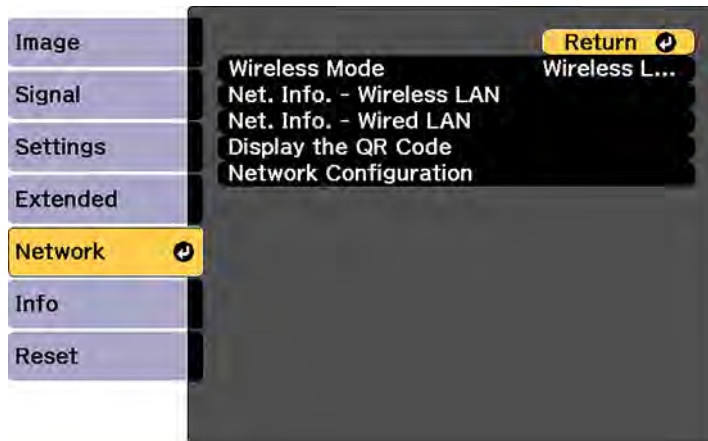 Image
Signal
Settings
Extended
Network
Info
Reset
Return
Wireless Mode Wireless L...
Net. Info. - Wireless LAN
Net. Info. - Wired LAN
Display the QR Code
Network Configuration